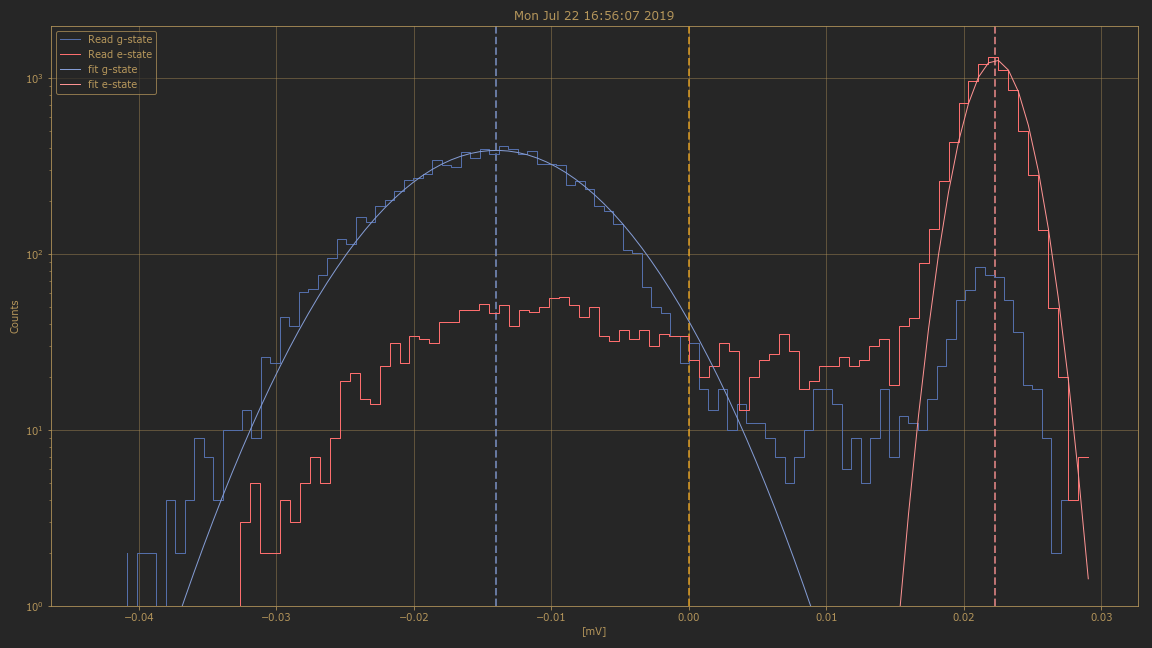 Mon Jul 22 16:56:07 2019
Read g-state
Read e-state
fit g-state
fit e-state
10³
10²
10¹
10⁰
Counts
−0.04 −0.03 −0.02 −0.01 0.00 0.01 0.02 0.03
[mV]